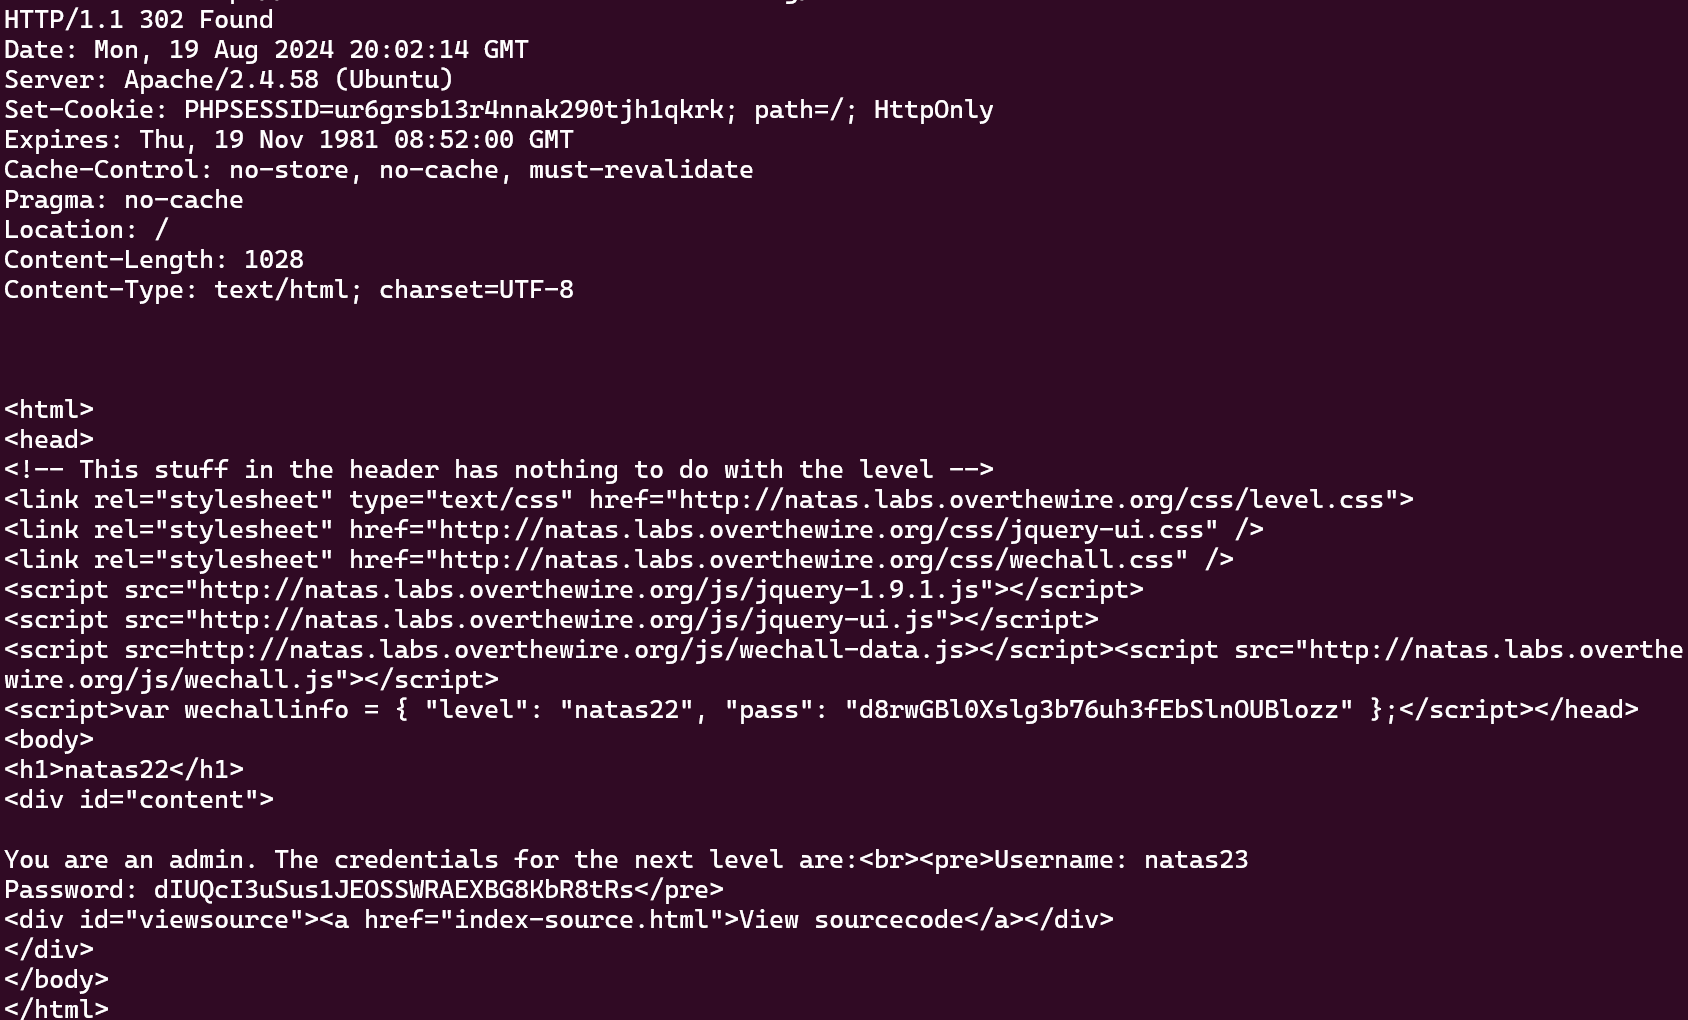 HTTP/1.1 302 Found
Date: Mon, 19 Aug 2024 20:02:14 GMT
Server: Apache/2.4.58 (Ubuntu)
Set-Cookie: PHPSESSID=ur6grsb13r4nnak290tjh1qkrk; path=/; HttpOnly
Expires: Thu, 19 Nov 1981 08:52:00 GMT
Cache-Control: no-store, no-cache, must-revalidate
Pragma: no-cache
Location: /
Content-Length: 1028
Content-Type: text/html; charset=UTF-8
<html>
<head>
<!-- This stuff in the header has nothing to do with the level -->
<link rel="stylesheet" type="text/css" href="http://natas.labs.overthewire.org/css/level.css">
<link rel="stylesheet" href="http://natas.labs.overthewire.org/css/jquery-ui.css" />
<link rel="stylesheet" href="http://natas.labs.overthewire.org/css/wechall.css" />
<script src="http://natas.labs.overthewire.org/js/jquery-1.9.1.js"></script>
<script src="http://natas.labs.overthewire.org/js/jquery-ui.js"></script>
<script src=http://natas.labs.overthewire.org/js/wechall-data.js></script><script src="http://natas.labs.overthe
wire.org/js/wechall.js"></script>
<script>var wechallinfo = { "level": "natas22", "pass": "d8rwGBl0Xslg3b76uh3fEbSlnOUBlozz" };</script></head>
<body>
<h1>natas22</h1>
<div id="content">
You are an admin. The credentials for the next level are:<br><pre>Username: natas23
Password: dIUQcI3uSus1JEOSSWRAEXBG8KbR8tRs</pre>
<div id="viewsource"><a href="index-source.html">View sourcecode</a></div>
</div>
</body>
</html>